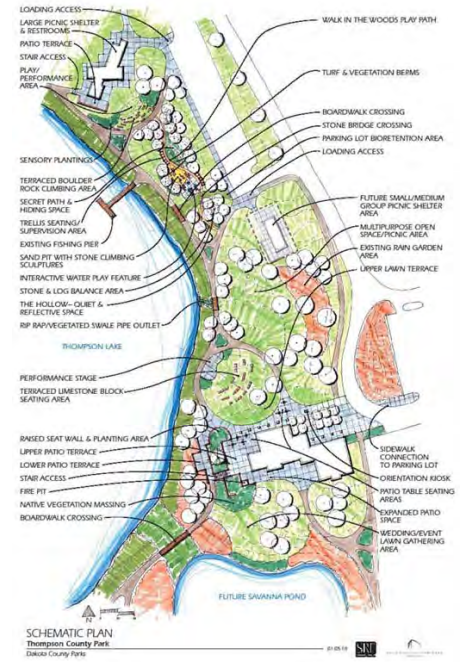 LOADING ACCESS
LARGE PICNIC SHELTER
& RESTROOMS
PATIO TERRACE
STAIR ACCESS
PLAY/
PERFORMANCE
AREA
SENSORY PLANTINGS
TERRACED BOULDER
ROCK CLIMBING AREA
SECRET PATH &
HIDING SPACE
TRELLIS SEATING/
SUPERVISION AREA
EXISTING FISHING PIER
SAND PIT WITH STONE CLIMBING
SCULPTURES
INTERACTIVE WATER PLAY FEATURE
STONE & LOG BALANCE AREA
THE HOLLOW– QUIET &
REFLECTIVE SPACE
RIP RAP/VEGETATED SWALE PIPE OUTLET
THOMPSON LAKE
PERFORMANCE STAGE
TERRACED LIMESTONE BLOCK
SEATING AREA
RAISED SEAT WALL & PLANTING AREA
UPPER PATIO TERRACE
LOWER PATIO TERRACE
STAIR ACCESS
FIRE PIT
NATIVE VEGETATION MASSING
BOARDWALK CROSSING
WALK IN THE WOODS PLAY PATH
TURF & VEGETATION BERMS
BOARDWALK CROSSING
STONE BRIDGE CROSSING
PARKING LOT BIORETENTION AREA
LOADING ACCESS
FUTURE SMALL/MEDIUM
GROUP PICNIC SHELTER
AREA
MULTIPURPOSE OPEN
SPACE/PICNIC AREA
EXISTING RAIN GARDEN
AREA
UPPER LAWN TERRACE
SIDEWALK
CONNECTION
TO PARKING LOT
ORIENTATION KIOSK
PATIO TABLE SEATING
AREAS
EXPANDED PATIO
SPACE
WEDDING/EVENT
LAWN GATHERING
AREA
FUTURE SAVANNA POND
N
SCHEMATIC PLAN
Thompson County Park
Dakota County Parks
SRF